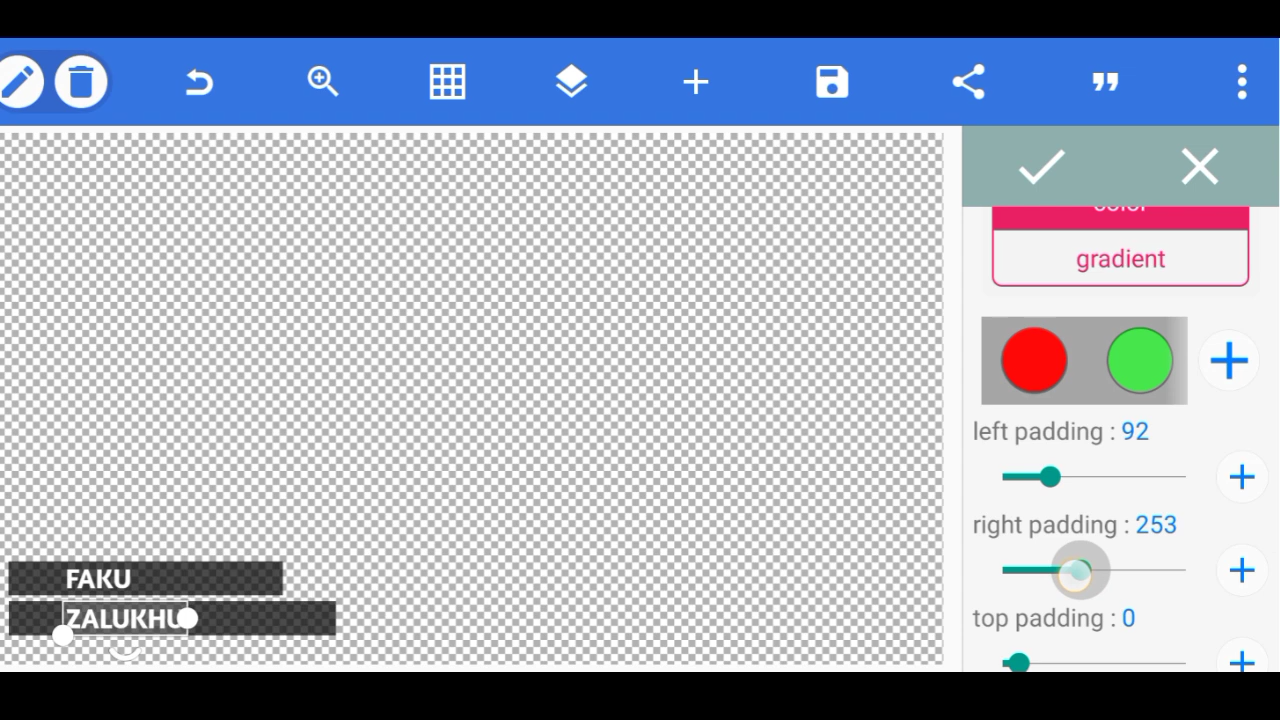 color
gradient
left padding : 92
right padding : 253
top padding : 0
FAKU
ZALUKHU